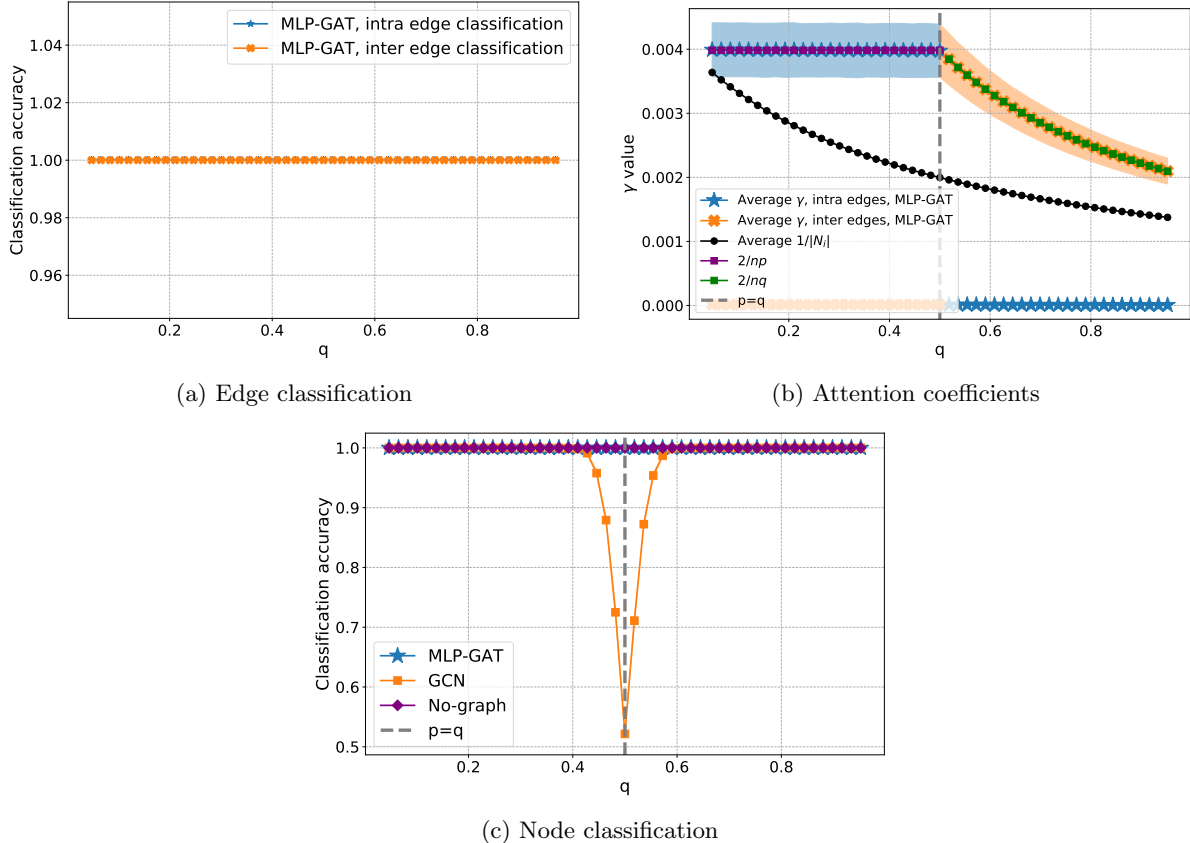 MLP-GAT, intra edge classification
MLP-GAT, inter edge classification
1.04
1.02
1.00
0.98
0.96
Classification accuracy
0.2
0.4
0.6
0.8
q
(a) Edge classification
0.004
0.003
0.002
0.001
0.000
γ value
Average γ, intra edges, MLP-GAT
Average γ, inter edges, MLP-GAT
Average 1/|Nᵢ|
2/np
2/nq
p=q
0.2
0.4
0.6
0.8
q
(b) Attention coefficients
1.0
0.9
0.8
0.7
0.6
0.5
Classification accuracy
MLP-GAT
GCN
No-graph
p=q
0.2
0.4
0.6
0.8
q
(c) Node classification